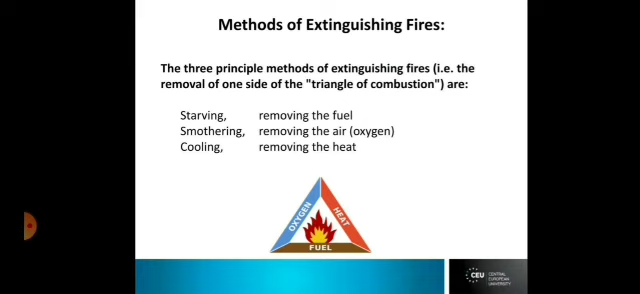 Methods of Extinguishing Fires:
The three principle methods of extinguishing fires (i.e. the
removal of one side of the "triangle of combustion") are:
Starving, removing the fuel
Smothering, removing the air (oxygen)
Cooling, removing the heat
OXYGEN
HEAT
FUEL
CEU
CENTRAL
EUROPEAN
UNIVERSITY